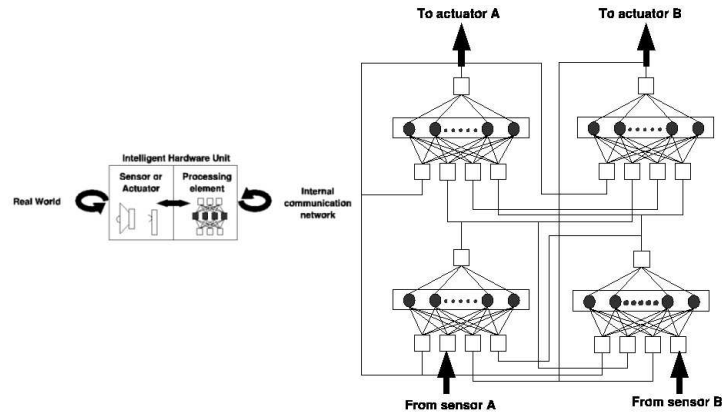 To actuator A
To actuator B
Intelligent Hardware Unit
Sensor or
Actuator
Processing
element
Real World
Internal
communication
network
From sensor A
From sensor B